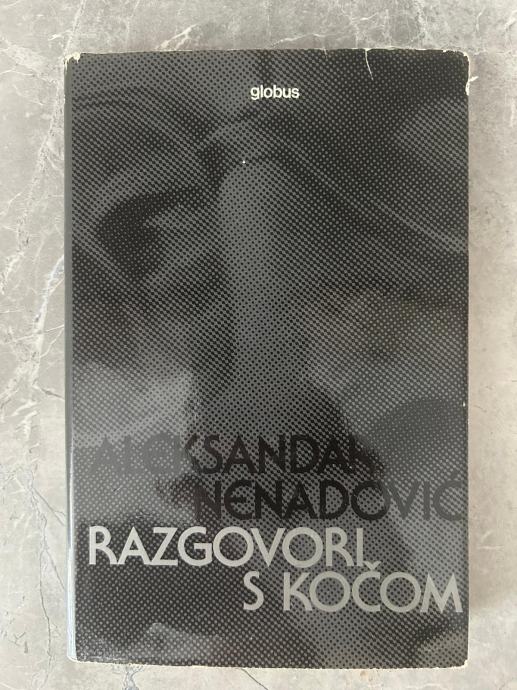 globus
ALEKSANDAR
NENADOVIĆ
RAZGOVORI
S KOČOM